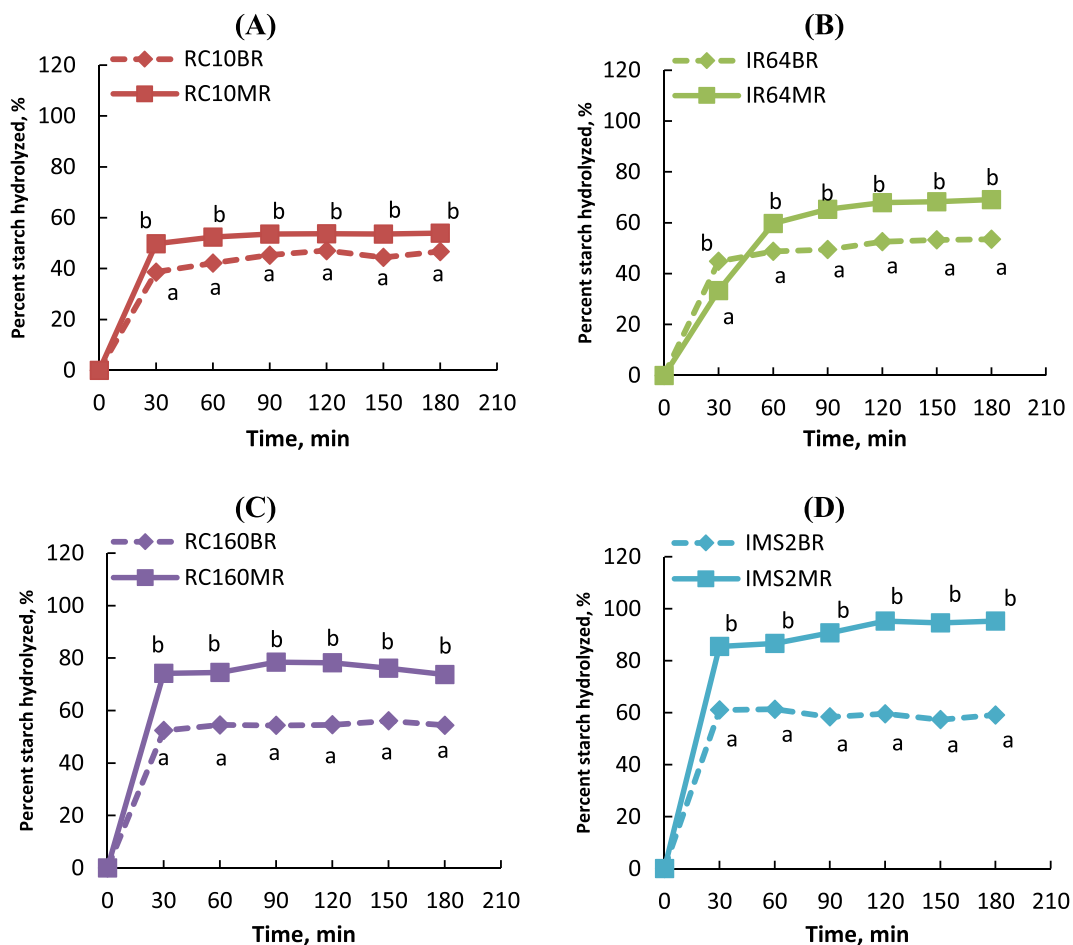 (A)
RC10BR
RC10MR
Percent starch hydrolyzed, %
120
100
80
60
40
20
0
b b b b b b
a a a a a a
0 30 60 90 120 150 180 210
Time, min
(B)
IR64BR
IR64MR
Percent starch hydrolyzed, %
120
100
80
60
40
20
0
b b b b b b
a a a a a a
0 30 60 90 120 150 180 210
Time, min
(C)
RC160BR
RC160MR
Percent starch hydrolyzed, %
120
100
80
60
40
20
0
b b b b b b
a a a a a a
0 30 60 90 120 150 180 210
Time, min
(D)
IMS2BR
IMS2MR
Percent starch hydrolyzed, %
120
100
80
60
40
20
0
b b b b b b
a a a a a a
0 30 60 90 120 150 180 210
Time, min